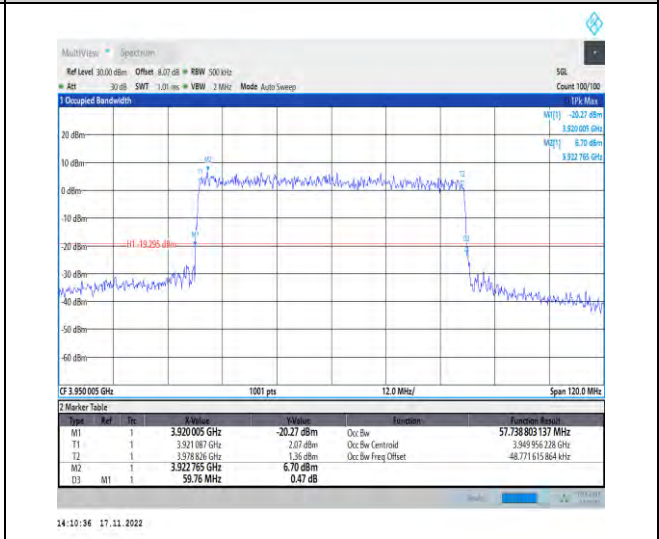 MultiView Spectrum
Ref Level 30.00 dBm Offset 8.07 dB RBW 500 kHz SGL
Att 30 dB SWT 1.01 ms VBW 2 MHz Mode Auto Sweep Count 100/100
1 Occupied Bandwidth 1Pk Max
M1[1] -20.27 dBm
3.920 005 GHz
M2[1] 6.70 dBm
3.922 765 GHz
20 dBm
10 dBm
0 dBm
-10 dBm
-20 dBm
-30 dBm
-40 dBm
-50 dBm
-60 dBm
M2
M1
H1 -19.295 dBm
CF 3.950 005 GHz 1001 pts 12.0 MHz/ Span 120.0 MHz
2 Marker Table
Type Ref Trc X-Value Y-Value Function Function Result
M1 1 3.920 005 GHz -20.27 dBm Occ Bw 57.738 803 137 MHz
T1 1 3.921 087 GHz 2.07 dBm Occ Bw Centroid 3.949 956 228 GHz
T2 1 3.978 826 GHz 1.36 dBm Occ Bw Freq Offset -48.771 615 864 kHz
M2 1 3.922 765 GHz 6.70 dBm
D3 M1 1 59.76 MHz 0.47 dB
14:10:36 17.11.2022